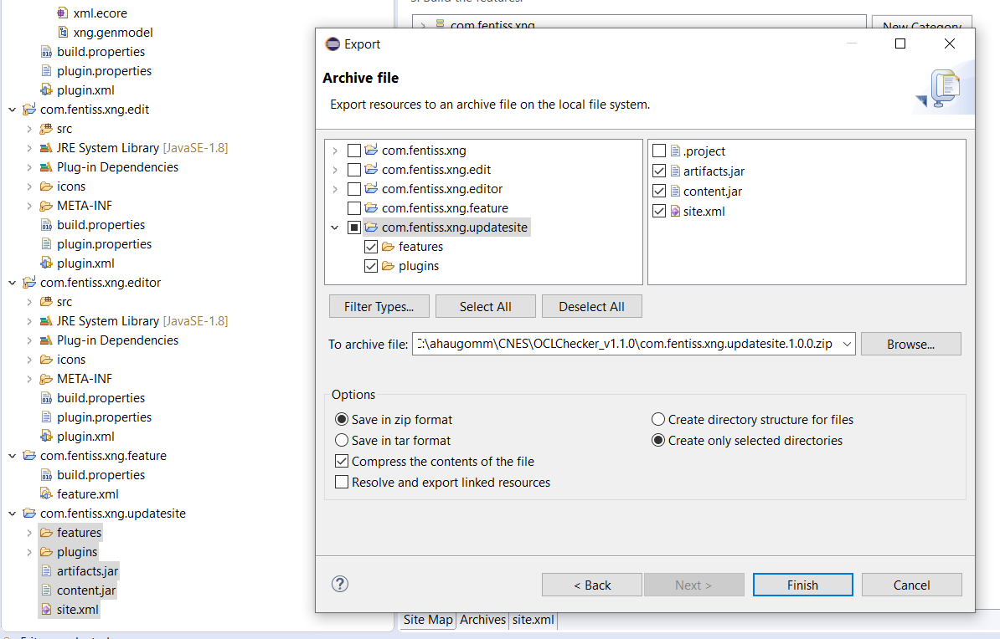 xml.ecore
xng.genmodel
build.properties
plugin.properties
plugin.xml
com.fentiss.xng.edit
src
JRE System Library [JavaSE-1.8]
Plug-in Dependencies
icons
META-INF
build.properties
plugin.properties
plugin.xml
com.fentiss.xng.editor
src
JRE System Library [JavaSE-1.8]
Plug-in Dependencies
icons
META-INF
build.properties
plugin.properties
plugin.xml
com.fentiss.xng.feature
build.properties
feature.xml
com.fentiss.xng.updatesite
features
plugins
artifacts.jar
content.jar
site.xml
com.fentiss.xng
New Category
Export
Archive file
Export resources to an archive file on the local file system.
com.fentiss.xng
com.fentiss.xng.edit
com.fentiss.xng.editor
com.fentiss.xng.feature
com.fentiss.xng.updatesite
features
plugins
.project
artifacts.jar
content.jar
site.xml
Filter Types...
Select All
Deselect All
To archive file:
:\ahaugomm\CNES\OCLChecker_v1.1.0\com.fentiss.xng.updatesite.1.0.0.zip
Browse...
Options
Save in zip format
Save in tar format
Compress the contents of the file
Resolve and export linked resources
Create directory structure for files
Create only selected directories
?
< Back
Next >
Finish
Cancel
Site Map
Archives
site.xml